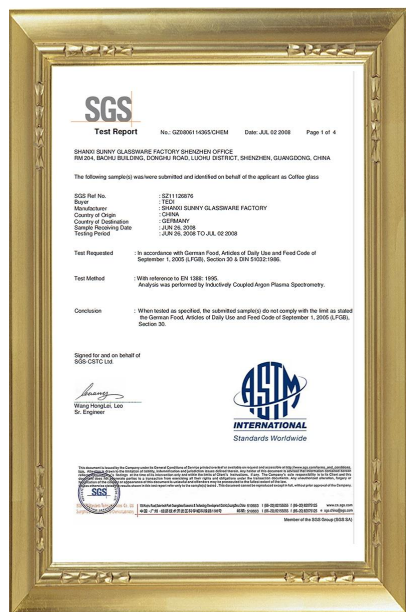 SGS
Test Report No.: GZ0806114365/CHEM Date: JUL 02 2008 Page 1 of 4
SHANXI SUNNY GLASSWARE FACTORY SHENZHEN OFFICE
RM 204, BAOHU BUILDING, DONGHU ROAD, LUOHU DISTRICT, SHENZHEN, GUANGDONG, CHINA
The following sample(s) was/were submitted and identified on behalf of the applicant as Coffee glass
SGS Ref No. : SZ11126876
Buyer : TEDI
Manufacturer : SHANXI SUNNY GLASSWARE FACTORY
Country of Origin : CHINA
Country of Destination : GERMANY
Sample Receiving Date : JUN 26, 2008
Testing Period : JUN 26, 2008 TO JUL 02 2008
Test Requested : In accordance with German Food, Articles of Daily Use and Feed Code of
September 1, 2005 (LFGB), Section 30 & DIN 51032:1986.
Test Method : With reference to EN 1388: 1995.
Analysis was performed by Inductively Coupled Argon Plasma Spectrometry.
Conclusion : When tested as specified, the submitted sample(s) do not comply with the limit as stated
the German Food, Articles of Daily Use and Feed Code of September 1, 2005 (LFGB),
Section 30.
Signed for and on behalf of
SGS-CSTC Ltd.
Wang HongLei, Leo
Sr. Engineer
ASTM
INTERNATIONAL
Standards Worldwide
SGS
www.cn.sgs.com
Member of the SGS Group (SGS SA)